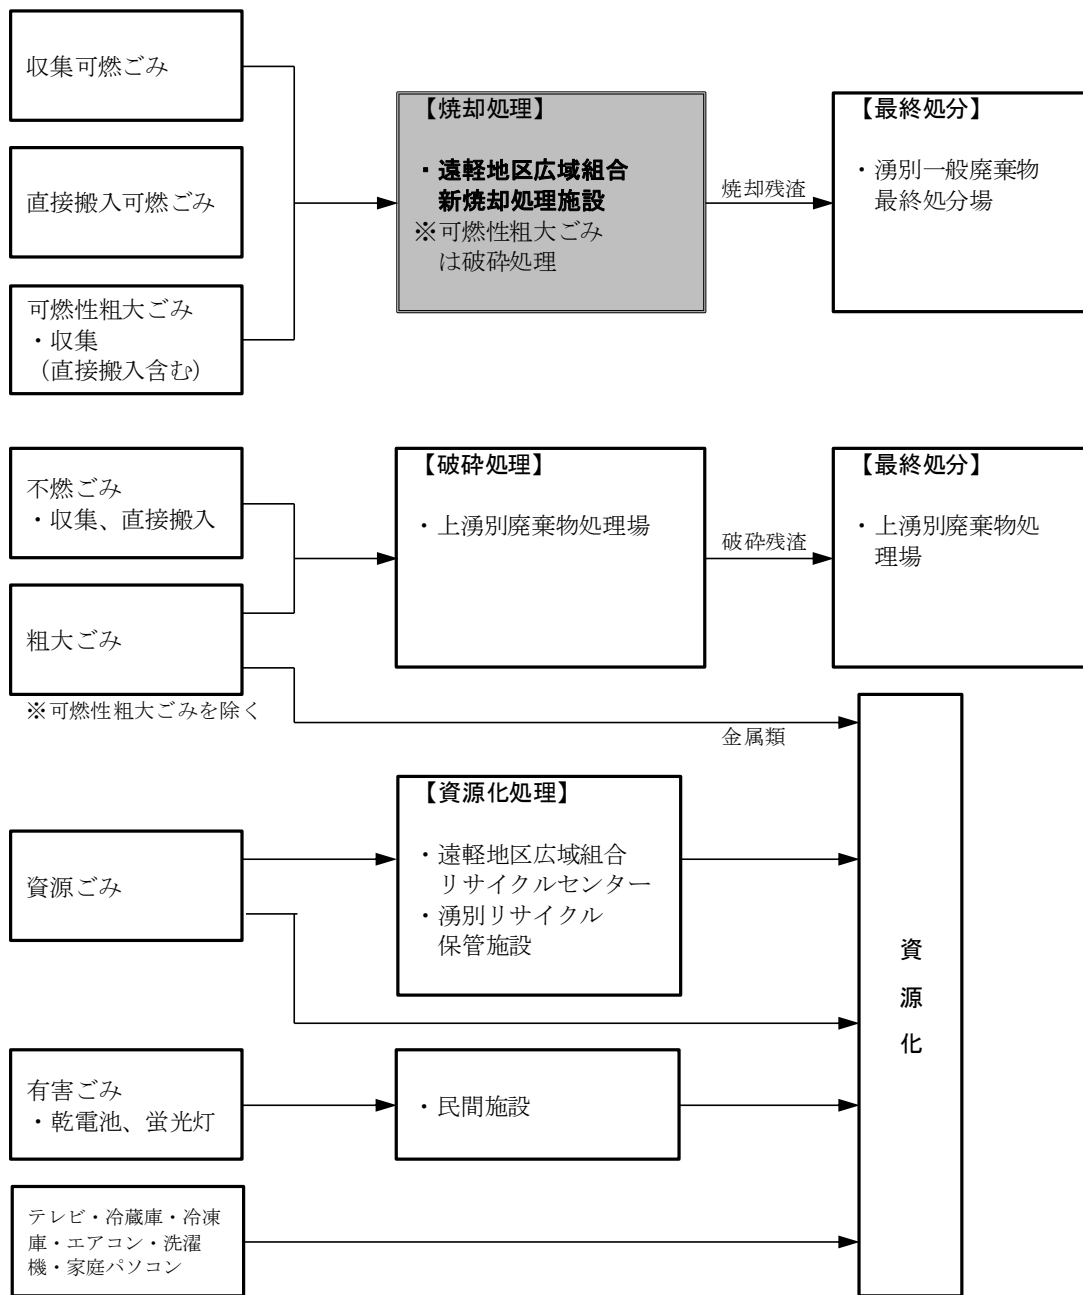 収集可燃ごみ
直接搬入可燃ごみ
可燃性粗大ごみ
・収集
（直接搬入含む）
【焼却処理】
・遠軽地区広域組合
新焼却処理施設
※可燃性粗大ごみ
は破砕処理
焼却残渣
【最終処分】
・湧別一般廃棄物
最終処分場
不燃ごみ
・収集、直接搬入
粗大ごみ
※可燃性粗大ごみを除く
【破砕処理】
・上湧別廃棄物処理場
破砕残渣
【最終処分】
・上湧別廃棄物処
理場
金属類
資源ごみ
【資源化処理】
・遠軽地区広域組合
リサイクルセンター
・湧別リサイクル
保管施設
有害ごみ
・乾電池、蛍光灯
・民間施設
テレビ・冷蔵庫・冷凍
庫・エアコン・洗濯
機・家庭パソコン
資源化